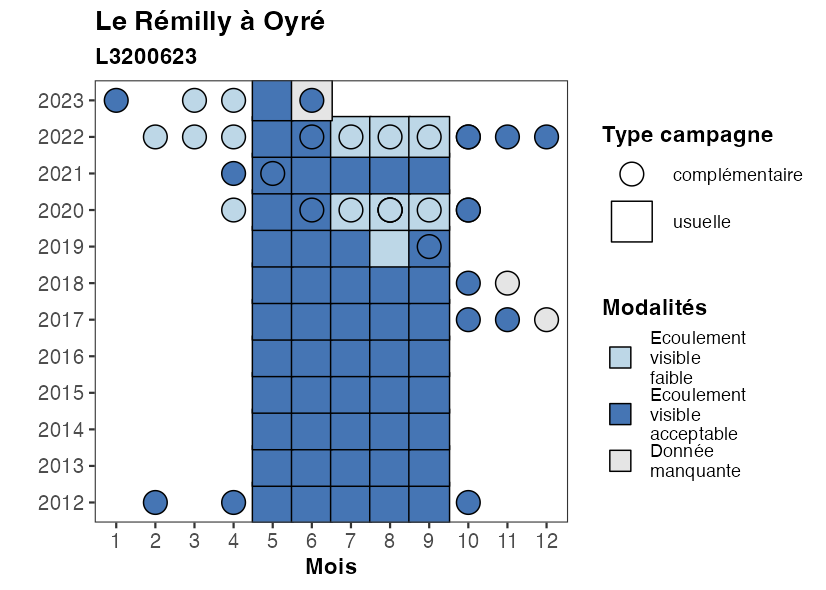 Le Rémilly à Oyré
L3200623
2023
2022
2021
2020
2019
2018
2017
2016
2015
2014
2013
2012
1 2 3 4 5 6 7 8 9 10 11 12
Mois
Type campagne
complémentaire
usuelle
Modalités
Ecoulement
visible
faible
Ecoulement
visible
acceptable
Donnée
manquante